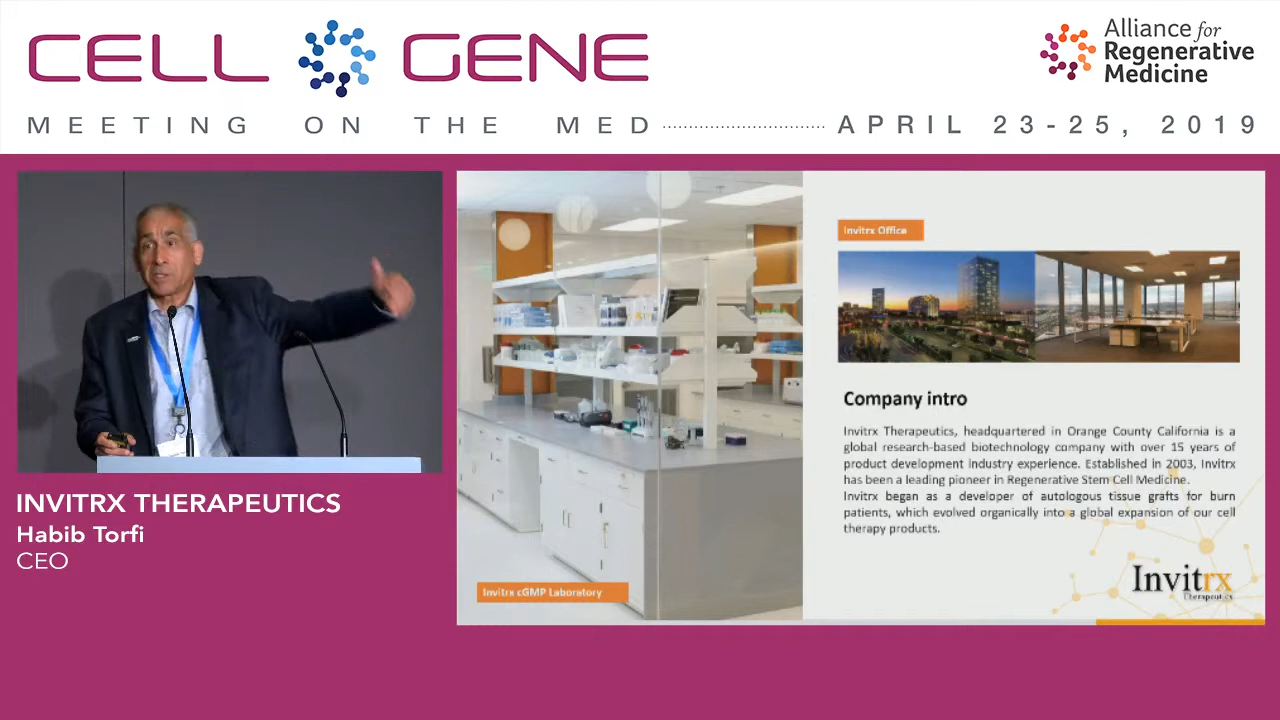 CELL GENE
Alliance for
Regenerative
Medicine
MEETING ON THE MED
APRIL 23-25, 2019
INVITRX THERAPEUTICS
Habib Torfi
CEO
Invitrx cGMP Laboratory
Invitrx Office
Company intro
Invitrx Therapeutics, headquartered in Orange County California is a
global research-based biotechnology company with over 15 years of
product development industry experience. Established in 2003, Invitrx
has been a leading pioneer in Regenerative Stem Cell Medicine.
Invitrx began as a developer of autologous tissue grafts for burn
patients, which evolved organically into a global expansion of our cell
therapy products.
Invitrx
Therapeutics